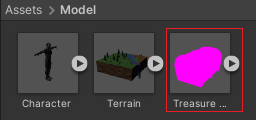 Assets > Model
Character Terrain Treasure ...